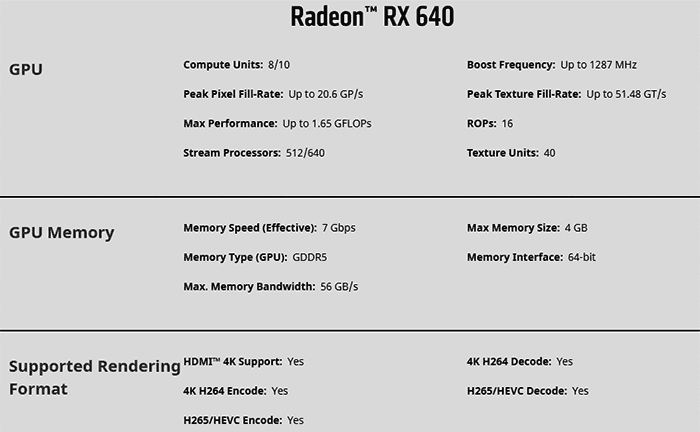 Radeon™ RX 640
GPU
Compute Units: 8/10
Boost Frequency: Up to 1287 MHz
Peak Pixel Fill-Rate: Up to 20.6 GP/s
Peak Texture Fill-Rate: Up to 51.48 GT/s
Max Performance: Up to 1.65 GFLOPs
ROPs: 16
Stream Processors: 512/640
Texture Units: 40
GPU Memory
Memory Speed (Effective): 7 Gbps
Max Memory Size: 4 GB
Memory Type (GPU): GDDR5
Memory Interface: 64-bit
Max. Memory Bandwidth: 56 GB/s
Supported Rendering
Format
HDMI™ 4K Support: Yes
4K H264 Decode: Yes
4K H264 Encode: Yes
H265/HEVC Decode: Yes
H265/HEVC Encode: Yes